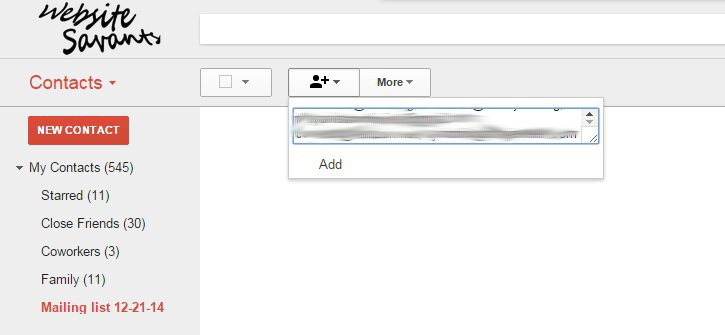 Website
Savants
Contacts
More
NEW CONTACT
Add
My Contacts (545)
Starred (11)
Close Friends (30)
Coworkers (3)
Family (11)
Mailing list 12-21-14